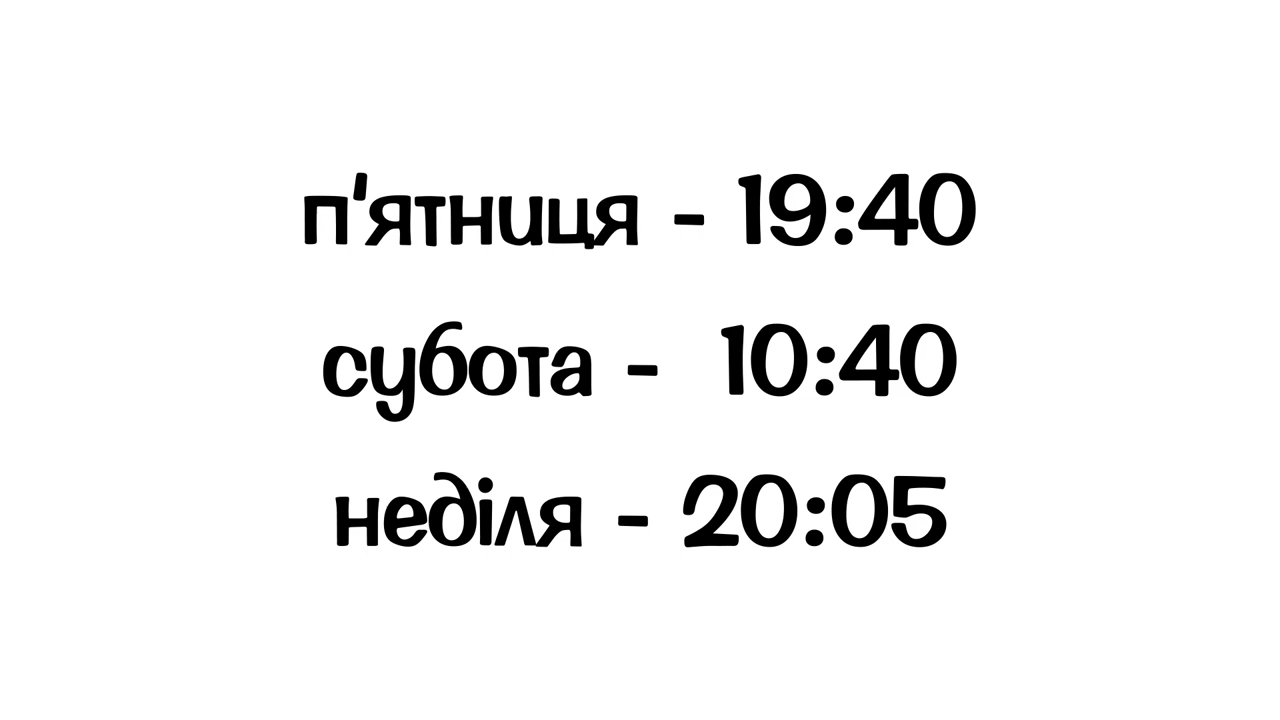 п'ятниця - 19:40
субота - 10:40
неділя - 20:05